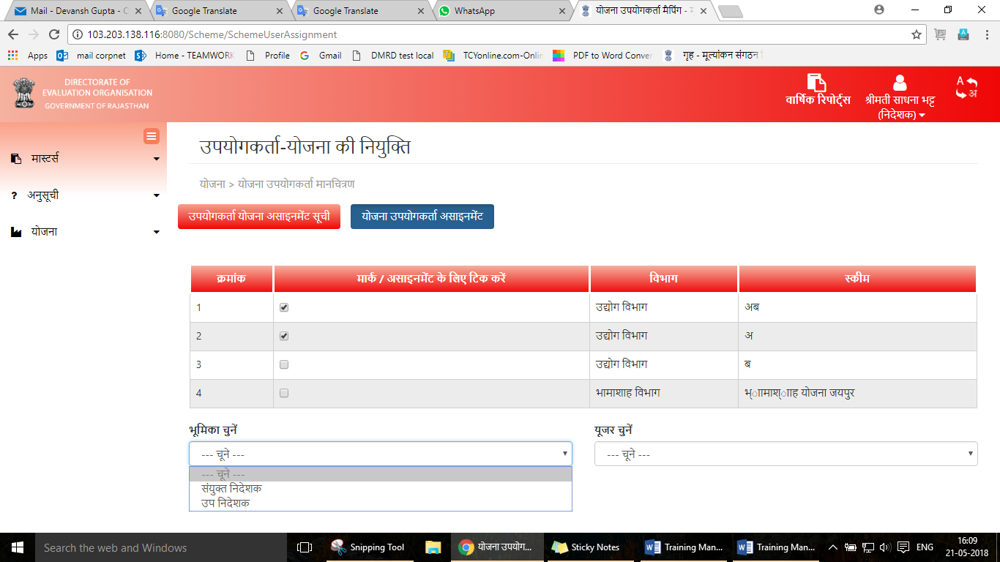 Mail - Devansh Gupta - C
Google Translate
Google Translate
WhatsApp
योजना उपयोगकर्ता मैपिंग -
103.203.138.116:8080/Scheme/SchemeUserAssignment
Apps mail corpnet Home - TEAMWORK Profile Gmail DMRD test local TCYonline.com-Onlin PDF to Word Conver गृह - मूल्यांकन संगठन
DIRECTORATE OF
EVALUATION ORGANISATION
GOVERNMENT OF RAJASTHAN
वार्षिक रिपोर्ट्स
श्रीमती साधना भट्ट
(निदेशक)
A
अ
मास्टर्स
? अनुसूची
योजना
उपयोगकर्ता-योजना की नियुक्ति
योजना > योजना उपयोगकर्ता मानचित्रण
उपयोगकर्ता योजना असाइनमेंट सूची योजना उपयोगकर्ता असाइनमेंट
क्रमांक मार्क / असाइनमेंट के लिए टिक करें विभाग स्कीम
1 उद्योग विभाग अब
2 उद्योग विभाग अ
3 उद्योग विभाग ब
4 भामाशाह विभाग भ्ाामाश्ााह योजना जयपुर
भूमिका चुनें यूजर चुनें
--- चूने --- --- चूने ---
--- चूने ---
संयुक्त निदेशक
उप निदेशक
Search the web and Windows Snipping Tool योजना उपयोग... Sticky Notes Training Man... Training Man... ENG
16:09
21-05-2018